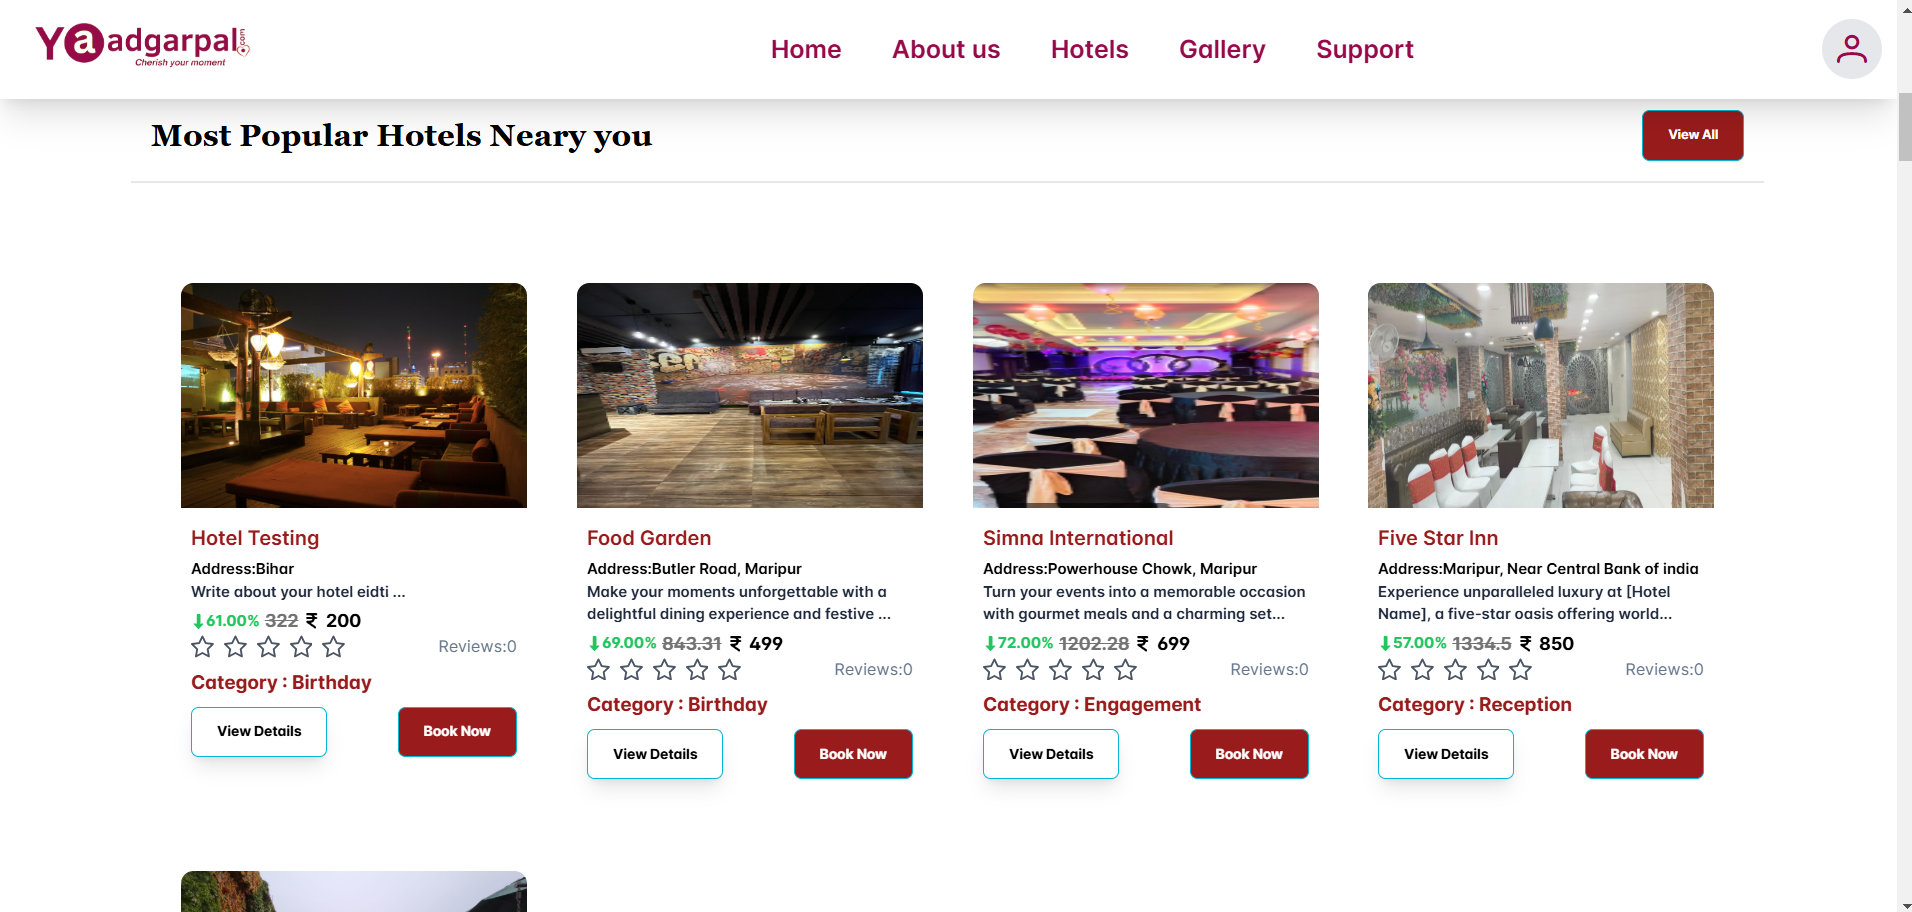 Yaadgarpal.com
Cherish your moment
Home About us Hotels Gallery Support
Most Popular Hotels Neary you
View All
Hotel Testing
Address:Bihar
Write about your hotel eidti ...
↓61.00% 322 ₹ 200
Reviews:0
Category : Birthday
View Details Book Now
Food Garden
Address:Butler Road, Maripur
Make your moments unforgettable with a
delightful dining experience and festive ...
↓69.00% 843.31 ₹ 499
Reviews:0
Category : Birthday
View Details Book Now
Simna International
Address:Powerhouse Chowk, Maripur
Turn your events into a memorable occasion
with gourmet meals and a charming set...
↓72.00% 1202.28 ₹ 699
Reviews:0
Category : Engagement
View Details Book Now
Five Star Inn
Address:Maripur, Near Central Bank of india
Experience unparalleled luxury at [Hotel
Name], a five-star oasis offering world...
↓57.00% 1334.5 ₹ 850
Reviews:0
Category : Reception
View Details Book Now